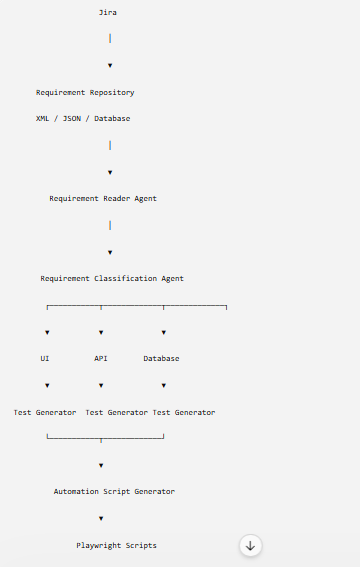 Jira
Requirement Repository
XML / JSON / Database
Requirement Reader Agent
Requirement Classification Agent
UI API Database
Test Generator Test Generator Test Generator
Automation Script Generator
Playwright Scripts